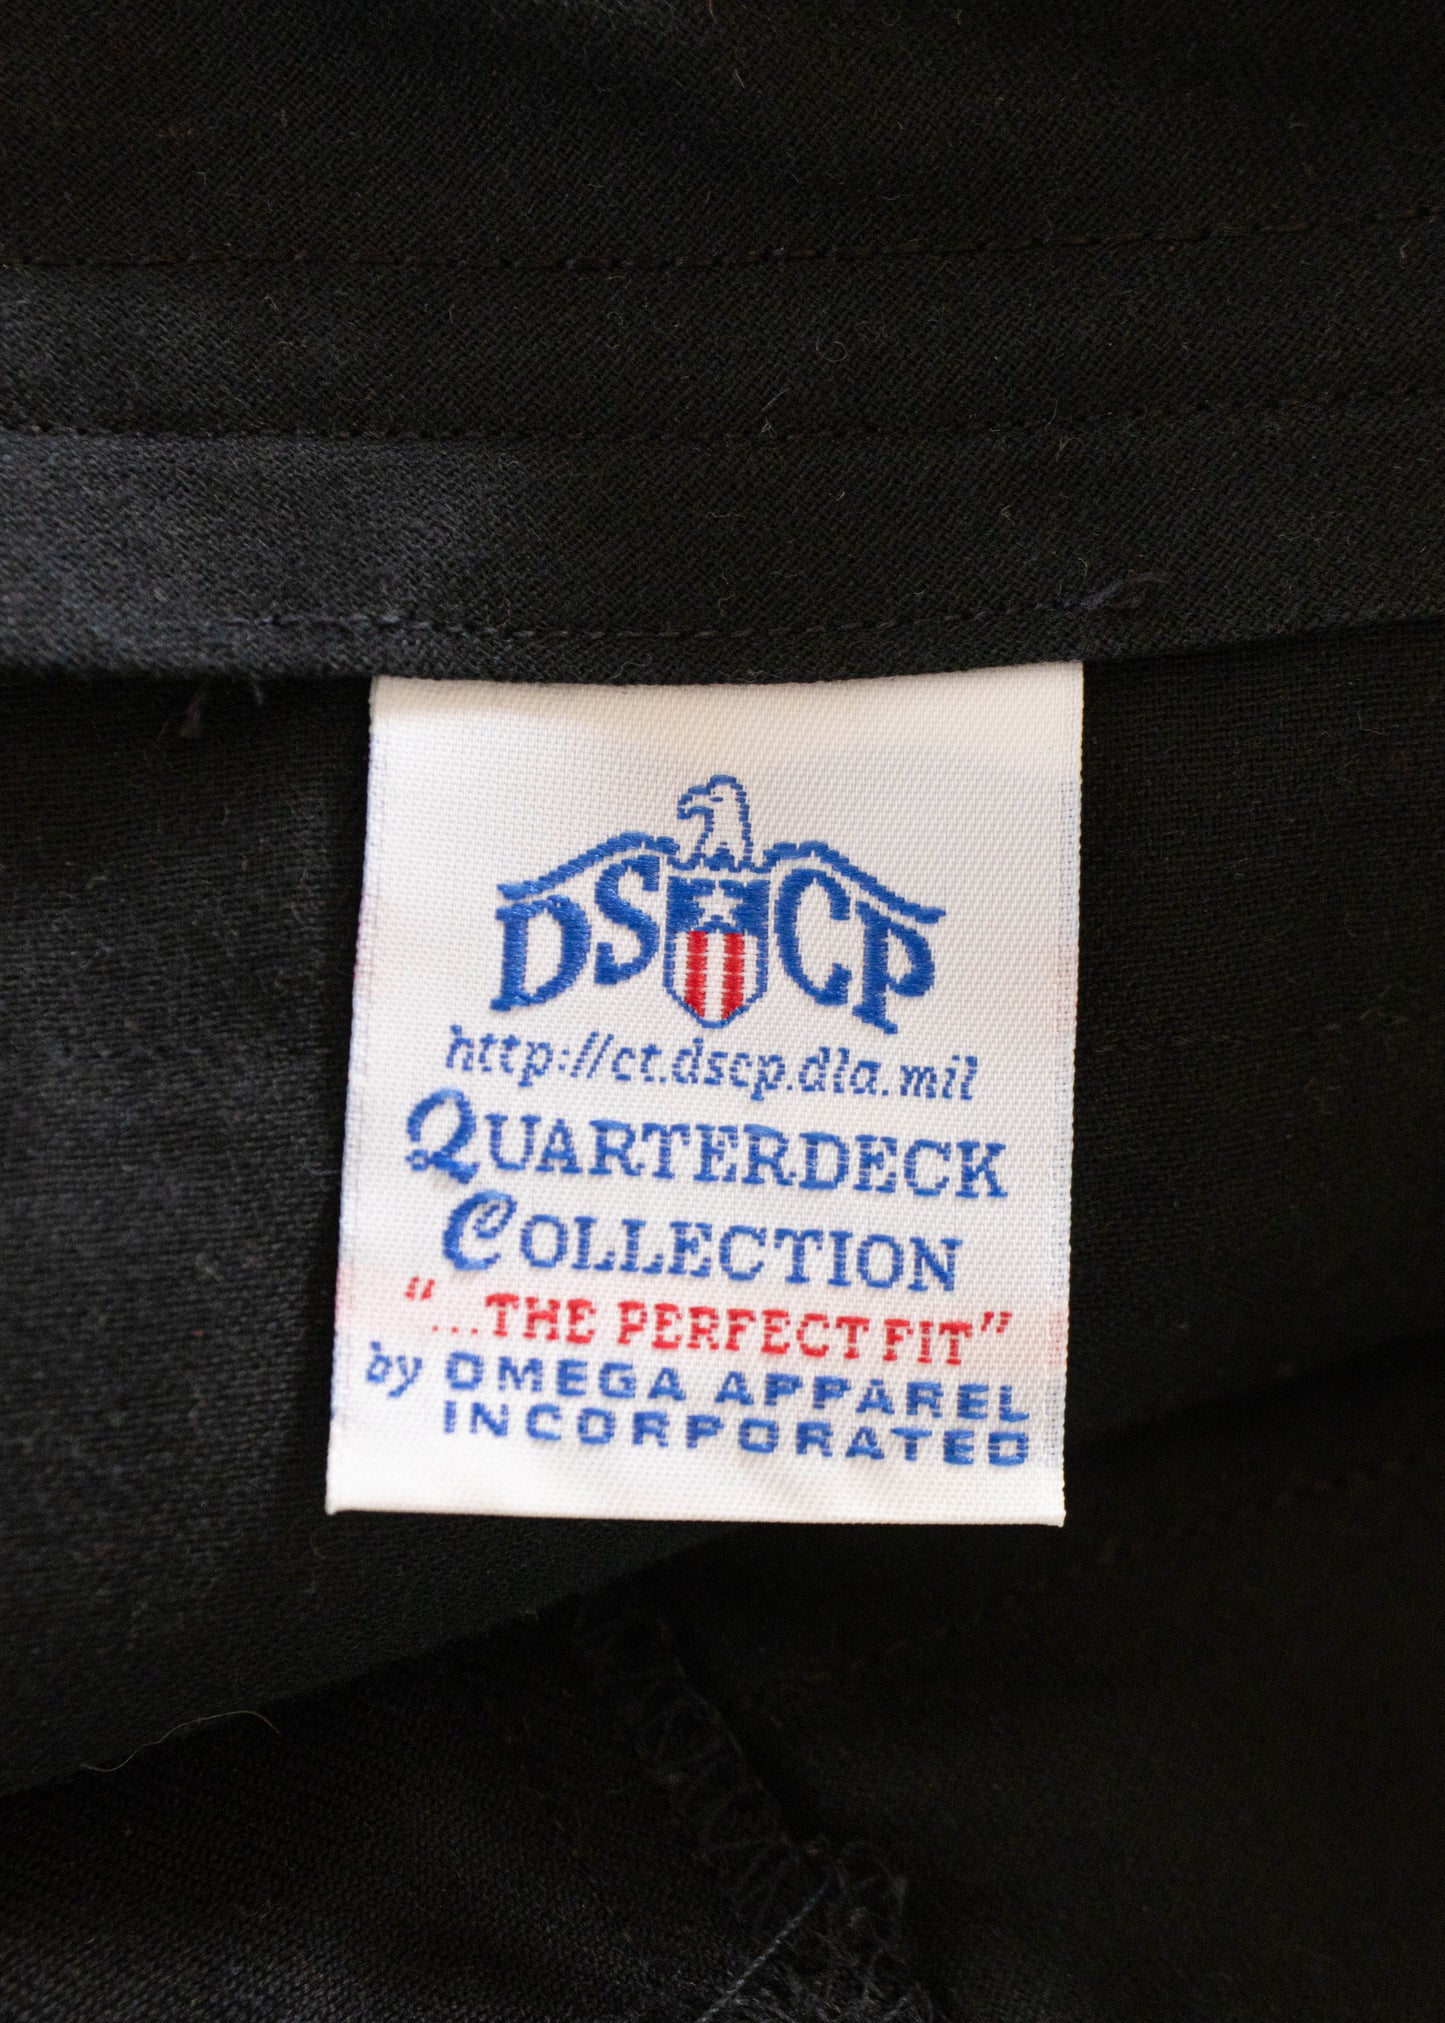 DSCP
http://ct.dscp.dla.mil
QUARTERDECK
COLLECTION
"...THE PERFECT FIT"
by OMEGA APPAREL
INCORPORATED